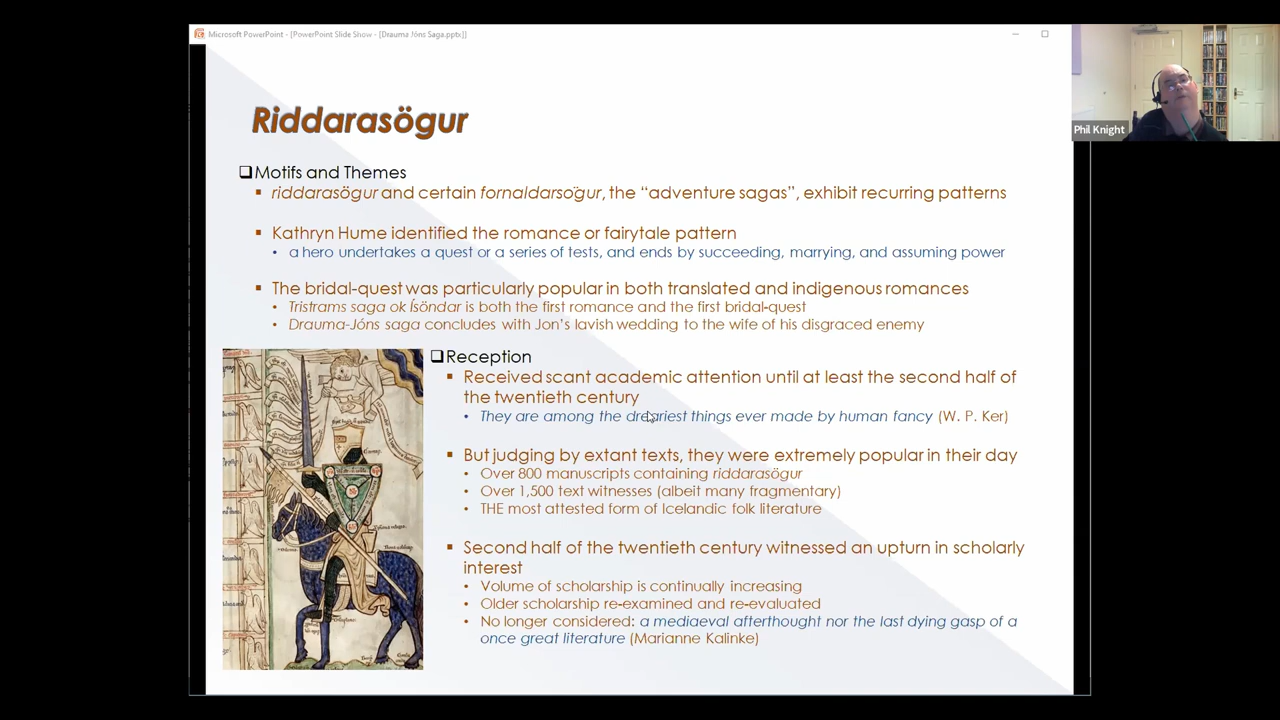 Microsoft PowerPoint - [PowerPoint Slide Show - [Drauma Jóns Saga.pptx]]
Phil Knight
Riddarasögur
Motifs and Themes
riddarasögur and certain fornaldarsögur, the “adventure sagas”, exhibit recurring patterns
Kathryn Hume identified the romance or fairytale pattern
a hero undertakes a quest or a series of tests, and ends by succeeding, marrying, and assuming power
The bridal-quest was particularly popular in both translated and indigenous romances
Tristrams saga ok Ísöndar is both the first romance and the first bridal-quest
Drauma-Jóns saga concludes with Jon’s lavish wedding to the wife of his disgraced enemy
Reception
Received scant academic attention until at least the second half of
the twentieth century
They are among the dreariest things ever made by human fancy (W. P. Ker)
But judging by extant texts, they were extremely popular in their day
Over 800 manuscripts containing riddarasögur
Over 1,500 text witnesses (albeit many fragmentary)
THE most attested form of Icelandic folk literature
Second half of the twentieth century witnessed an upturn in scholarly
interest
Volume of scholarship is continually increasing
Older scholarship re-examined and re-evaluated
No longer considered: a mediaeval afterthought nor the last dying gasp of a
once great literature (Marianne Kalinke)